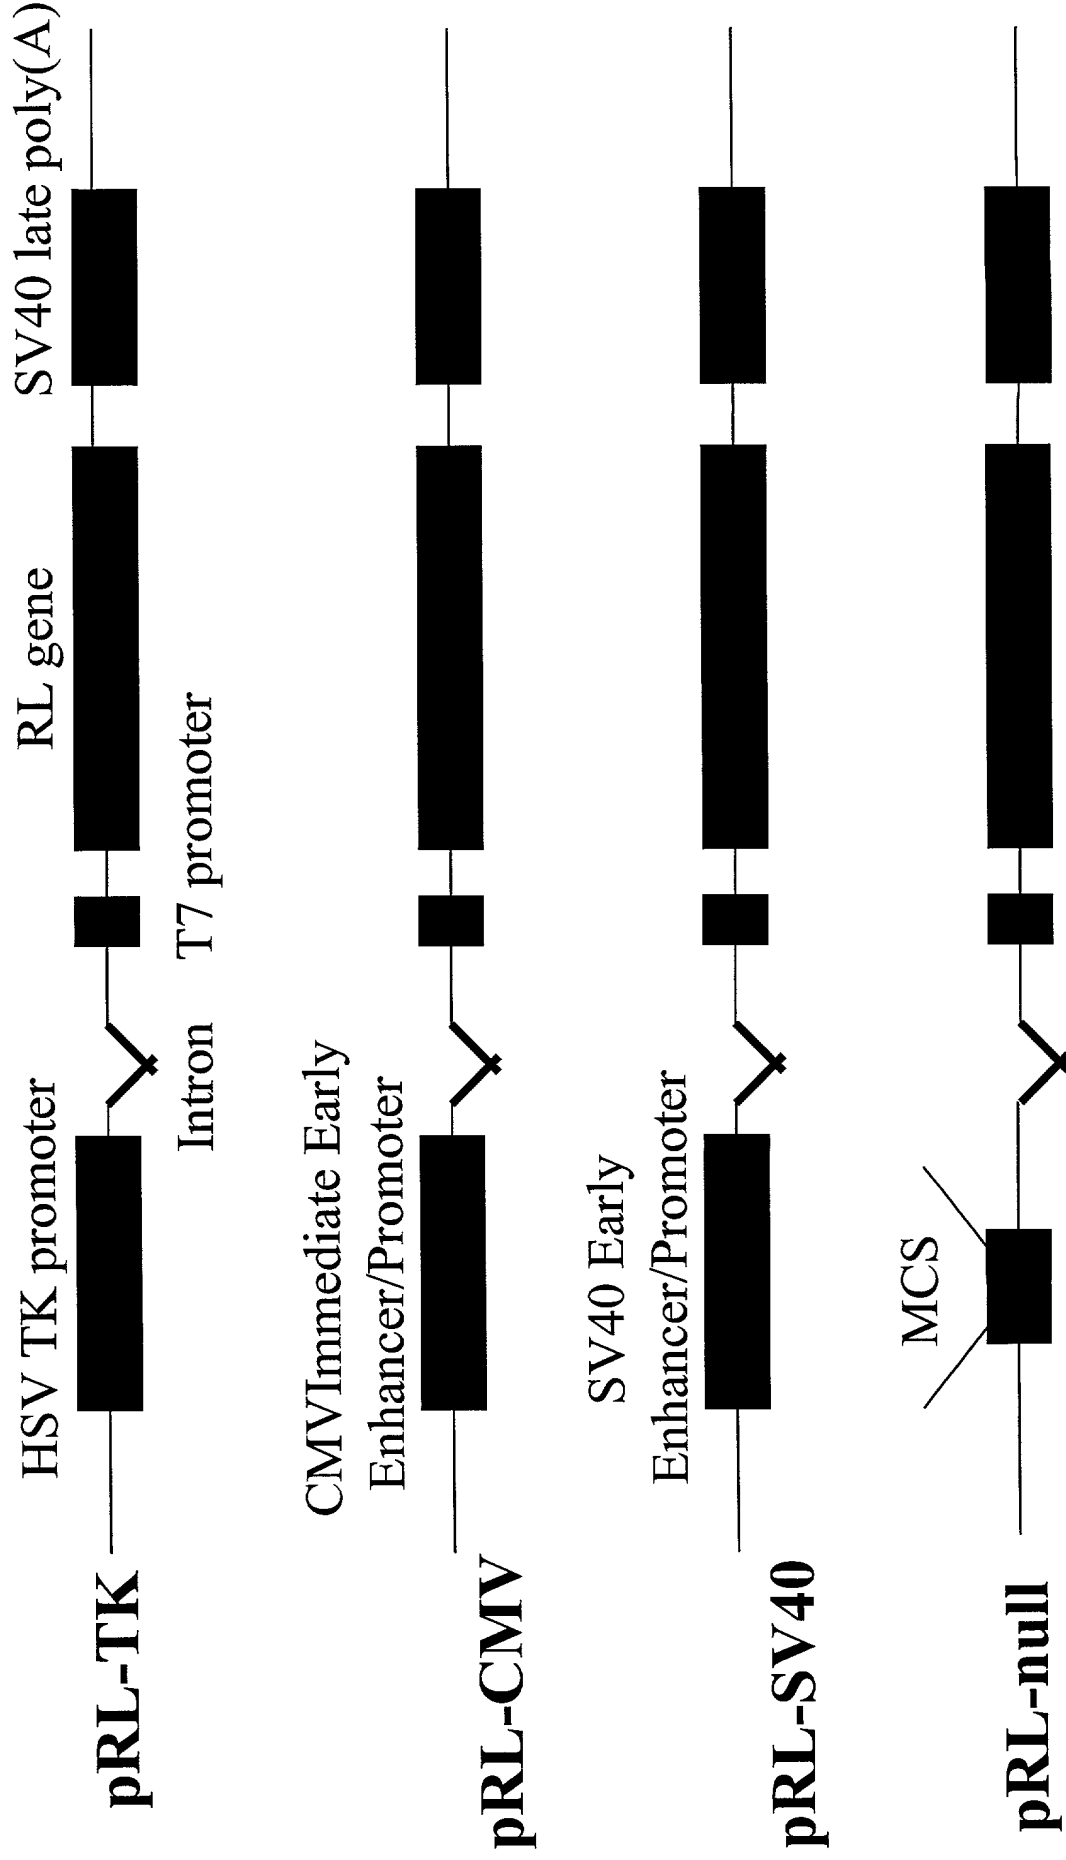 HSV TK promoter
RL gene
SV40 late poly(A)
pRL-TK
Intron
T7 promoter
CMVImmediate Early
Enhancer/Promoter
pRL-CMV
SV40 Early
Enhancer/Promoter
pRL-SV40
MCS
pRL-null